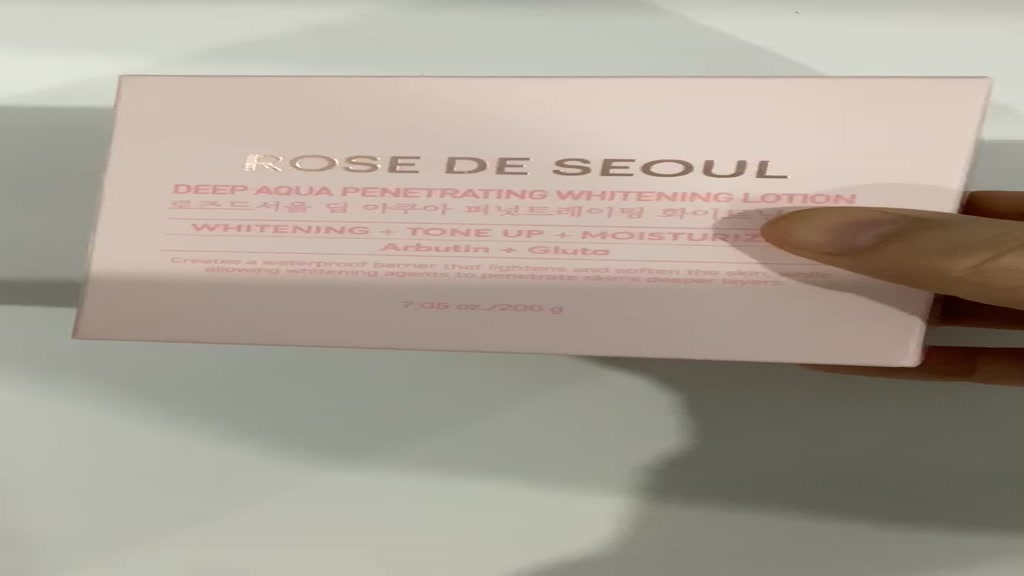 ROSE DE SEOUL
DEEP AQUA PENETRATING WHITENING LOTION
로즈드서울 딥 아쿠아 퍼넷트레이팅
WHITENING + TONE UP +
Arbutin + Gluta
Creates a waterproof barrier that lightens and soften the skin, while
allowing whitening agents to penetrate skin's deeper layers.
7.05 oz./200 g